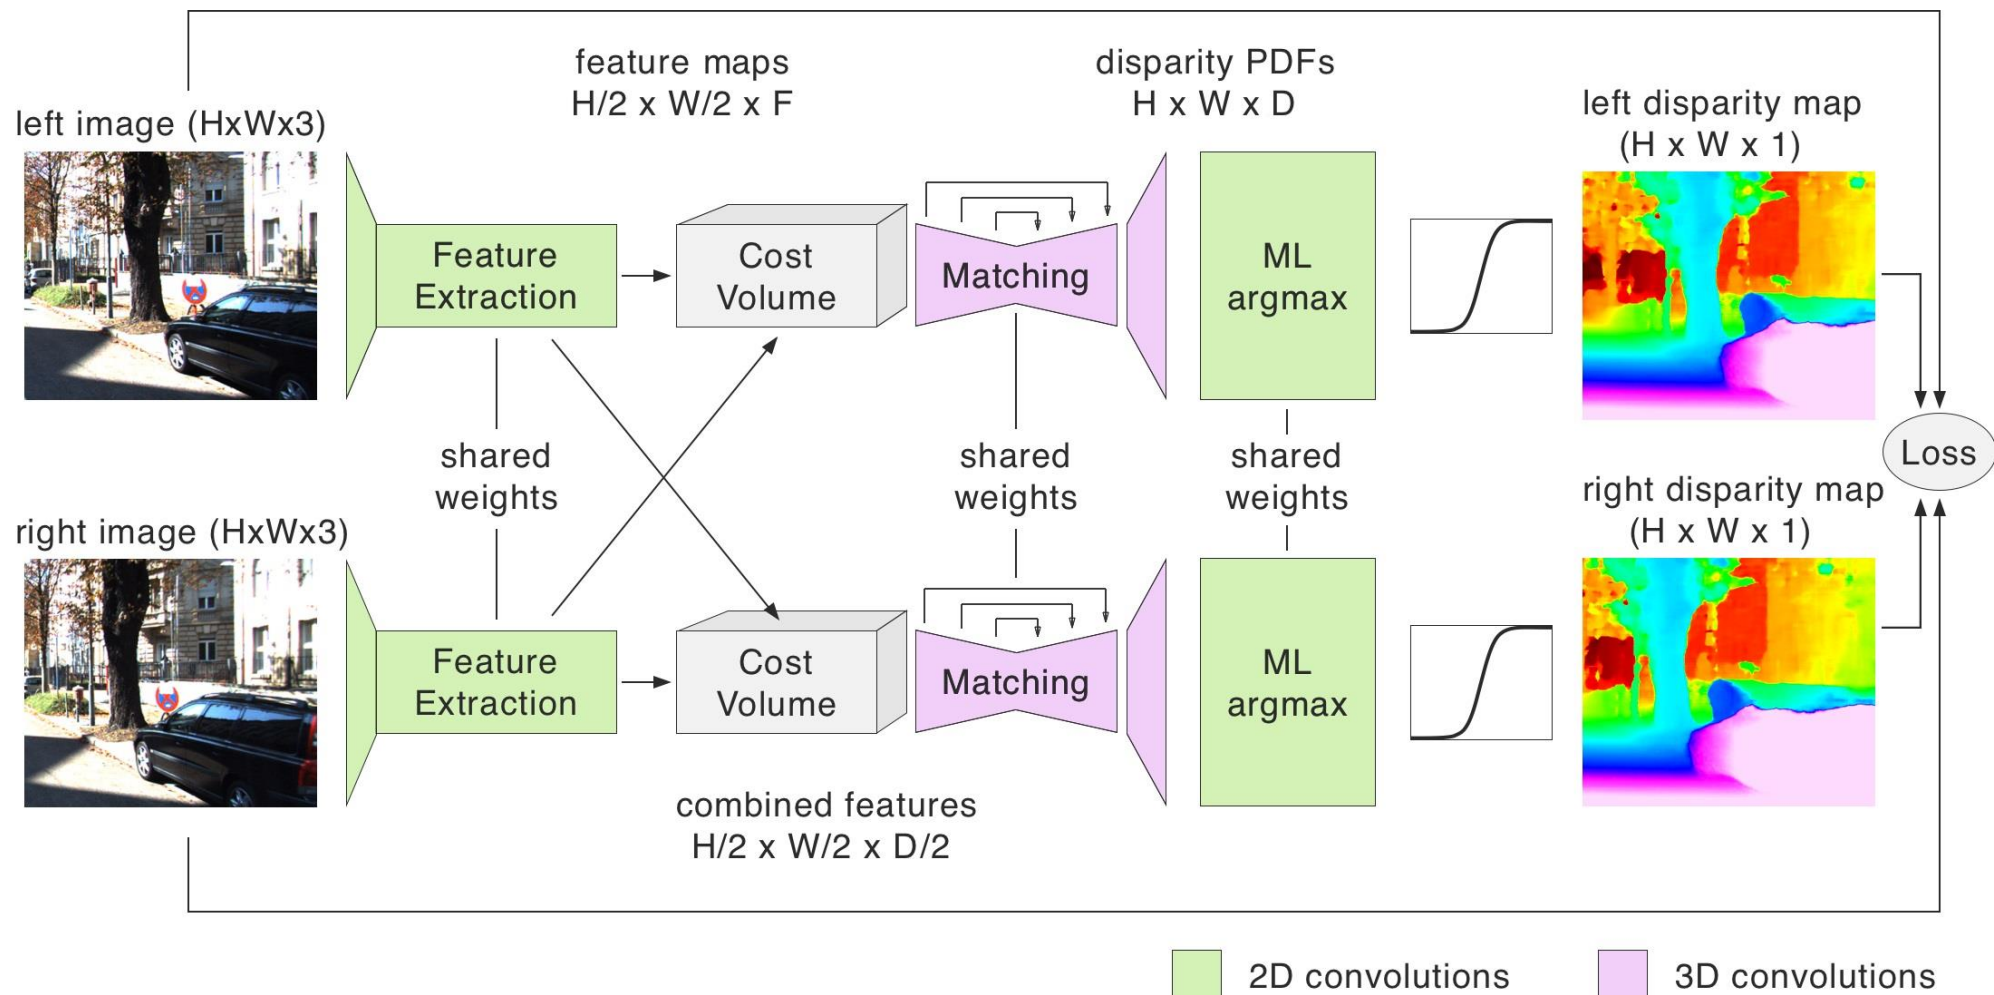 feature maps
H/2 x W/2 x F
disparity PDFs
H x W x D
left disparity map
(H x W x 1)
left image (HxWx3)
Feature
Extraction
Cost
Volume
Matching
ML
argmax
shared
weights
shared
weights
shared
weights
Loss
right disparity map
(H x W x 1)
right image (HxWx3)
Feature
Extraction
Cost
Volume
Matching
ML
argmax
combined features
H/2 x W/2 x D/2
2D convolutions
3D convolutions